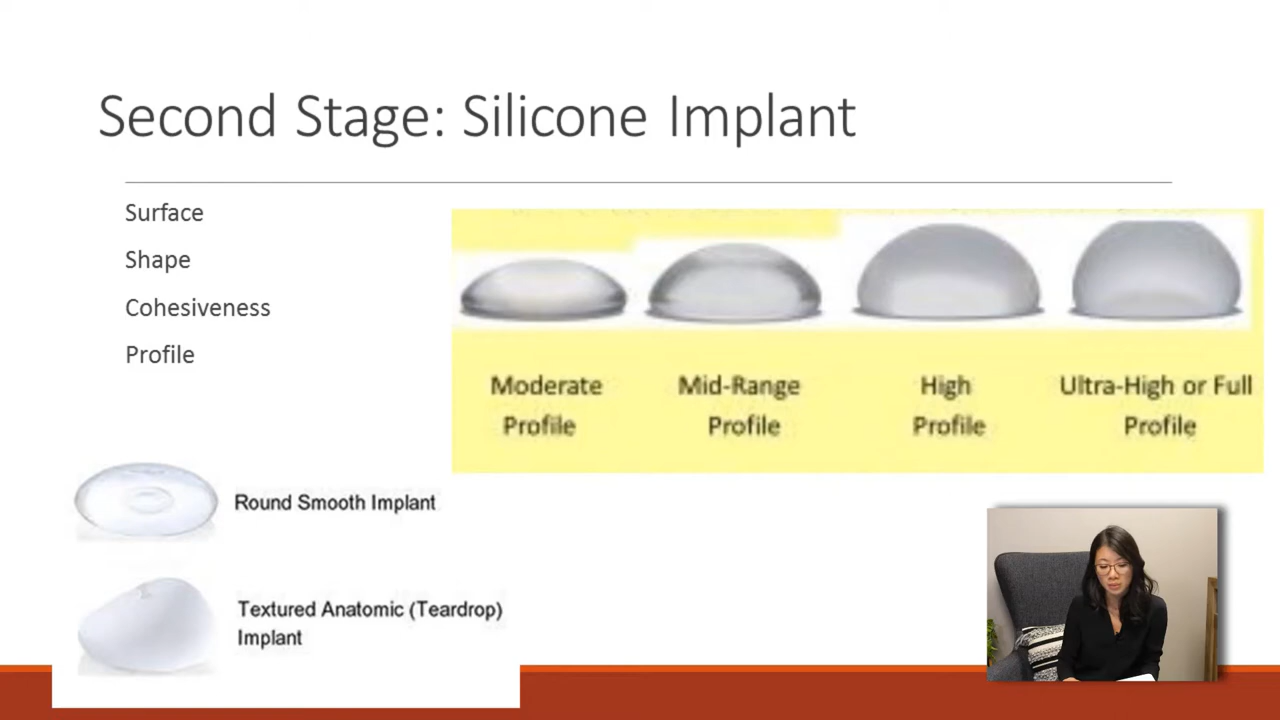 Second Stage: Silicone Implant
Surface
Shape
Cohesiveness
Profile
Moderate Profile
Mid-Range Profile
High Profile
Ultra-High or Full Profile
Round Smooth Implant
Textured Anatomic (Teardrop)
Implant